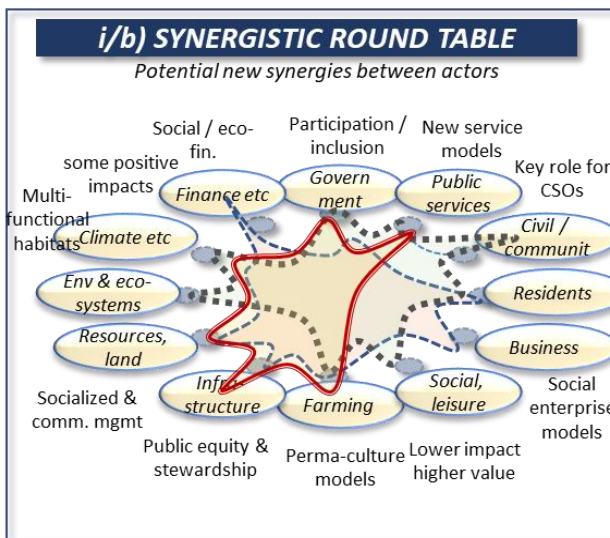 i/b) SYNERGISTIC ROUND TABLE
Potential new synergies between actors
Social / eco-
fin.
Participation /
inclusion
New service
models
some positive
impacts
Key role for
CSOs
Multi-
functional
habitats
Finance etc
Govern
ment
Public
services
Climate etc
Civil /
communit
Env & eco-
systems
Residents
Resources,
land
Business
Infra-
structure
Farming
Social,
leisure
Socialized &
comm. mgmt
Social
enterprise
models
Public equity &
stewardship
Perma-culture
models
Lower impact
higher value